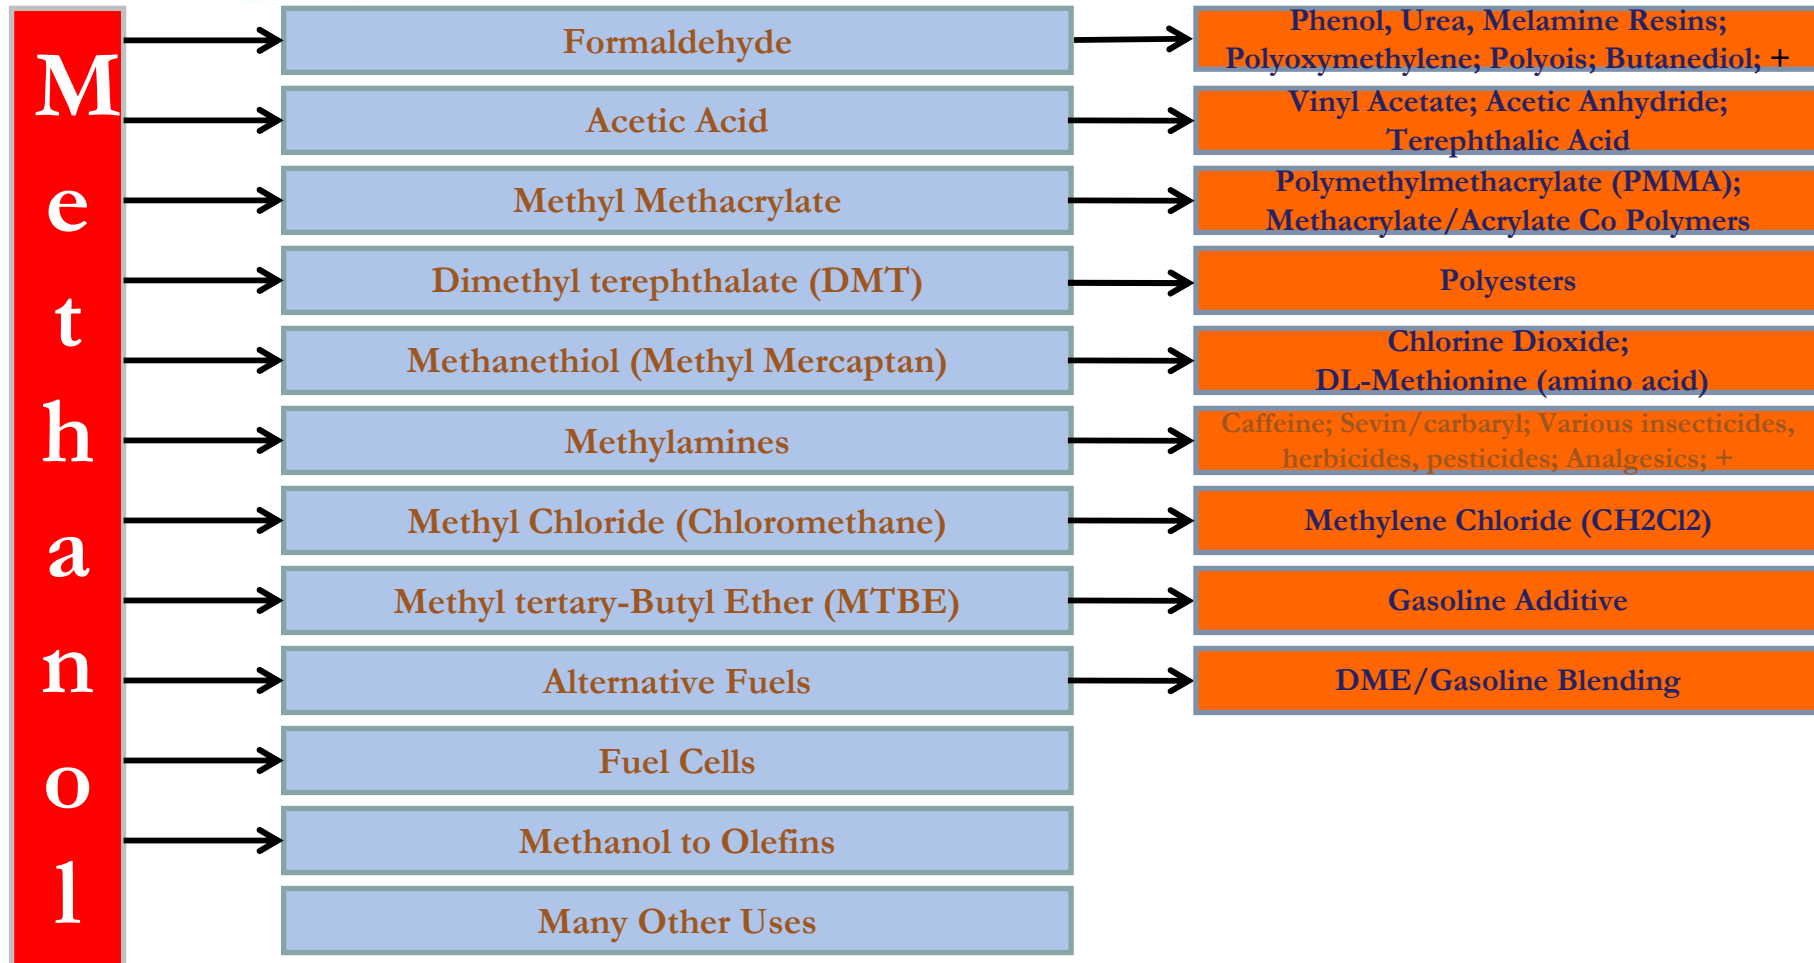 Methanol
Formaldehyde
Phenol, Urea, Melamine Resins;
Polyoxymethylene; Polyois; Butanediol; +
Acetic Acid
Vinyl Acetate; Acetic Anhydride;
Terephthalic Acid
Methyl Methacrylate
Polymethylmethacrylate (PMMA);
Methacrylate/Acrylate Co Polymers
Dimethyl terephthalate (DMT)
Polyesters
Methanethiol (Methyl Mercaptan)
Chlorine Dioxide;
DL-Methionine (amino acid)
Methylamines
Caffeine; Sevin/carbaryl; Various insecticides,
herbicides, pesticides; Analgesics; +
Methyl Chloride (Chloromethane)
Methylene Chloride (CH2Cl2)
Methyl tertary-Butyl Ether (MTBE)
Gasoline Additive
Alternative Fuels
DME/Gasoline Blending
Fuel Cells
Methanol to Olefins
Many Other Uses